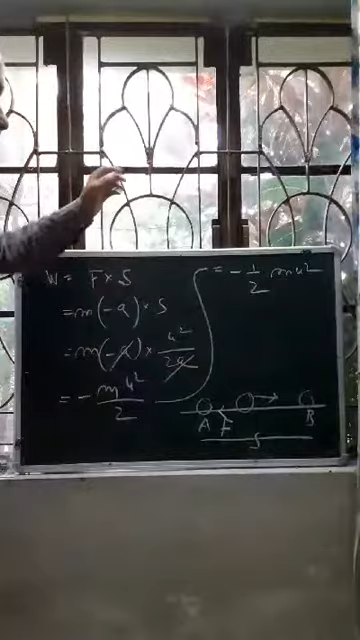 W = F × S
= m (-a) × S
= m (-a) × u²/2a
= - mu²/2
= - 1/2 mu²
A F B
S